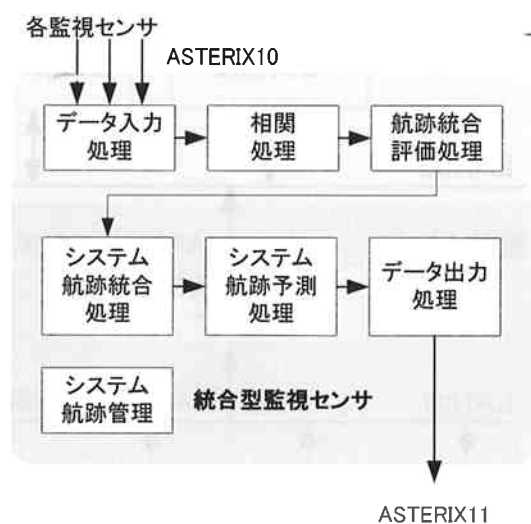 各監視センサ
ASTERIX10
データ入力
処理
相関
処理
航跡統合
評価処理
システム
航跡統合
処理
システム
航跡予測
処理
データ出力
処理
システム
航跡管理
統合型監視センサ
ASTERIX11